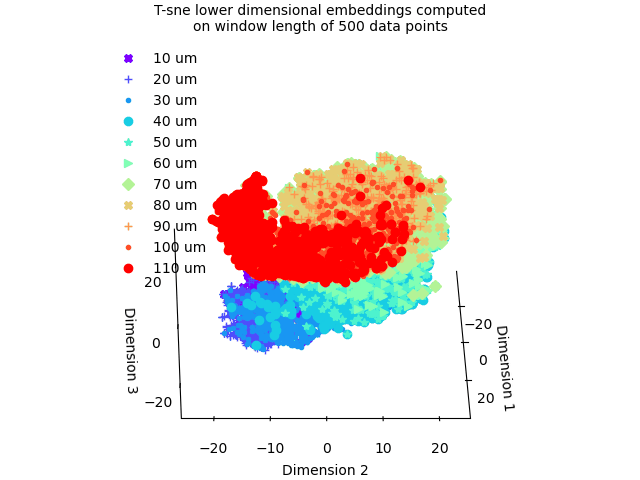 T-sne lower dimensional embeddings computed
on window length of 500 data points
10 um
20 um
30 um
40 um
50 um
60 um
70 um
80 um
90 um
100 um
110 um
20
0
−20
Dimension 3
−20
0
20
Dimension 1
−20
−10
0
10
20
Dimension 2